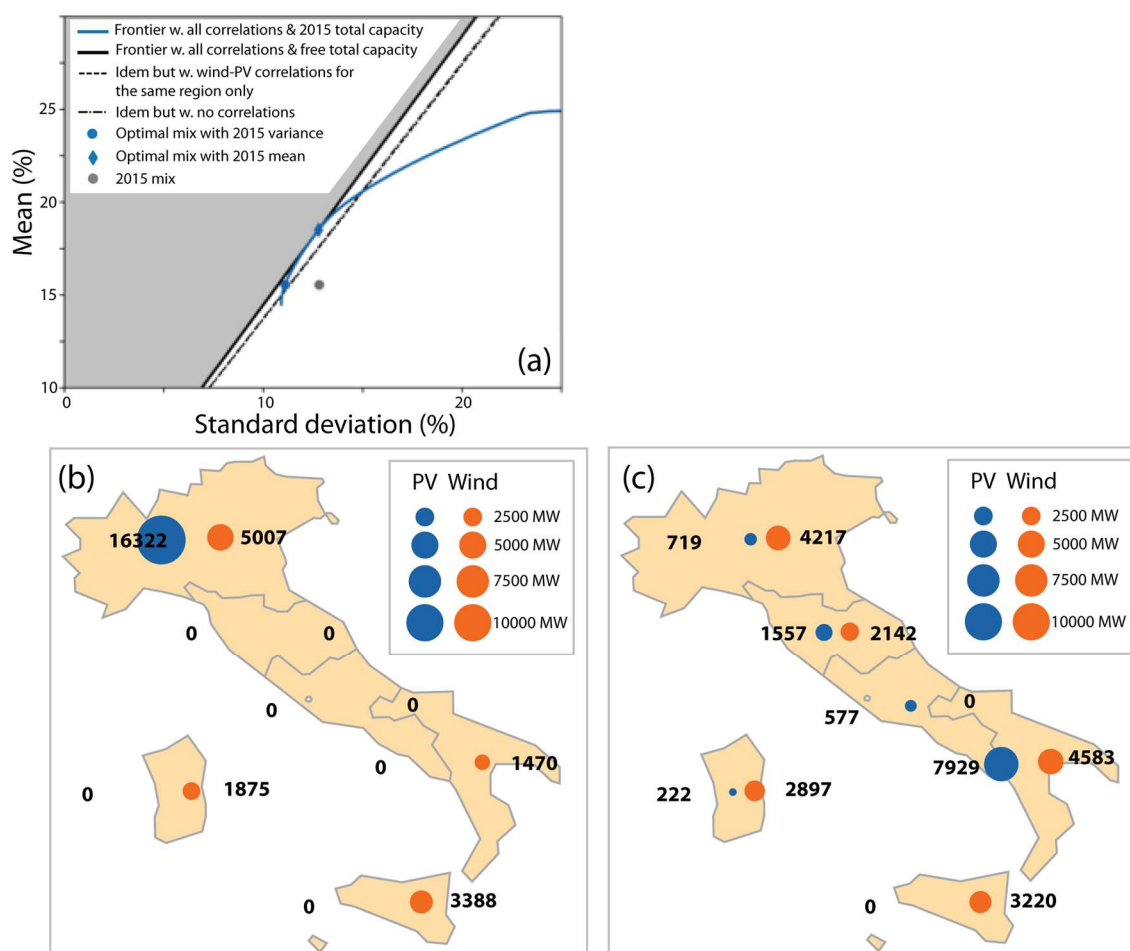 Frontier w. all correlations & 2015 total capacity
Frontier w. all correlations & free total capacity
Idem but w. wind-PV correlations for
the same region only
Idem but w. no correlations
Optimal mix with 2015 variance
Optimal mix with 2015 mean
2015 mix
Mean (%)
25
20
15
10
(a)
0
10
20
Standard deviation (%)
(b)
PV Wind
2500 MW
5000 MW
7500 MW
10000 MW
16322
5007
0
0
0
0
0
1470
0
1875
0
3388
(c)
PV Wind
2500 MW
5000 MW
7500 MW
10000 MW
719
4217
1557
2142
577
0
7929
4583
222
2897
0
3220